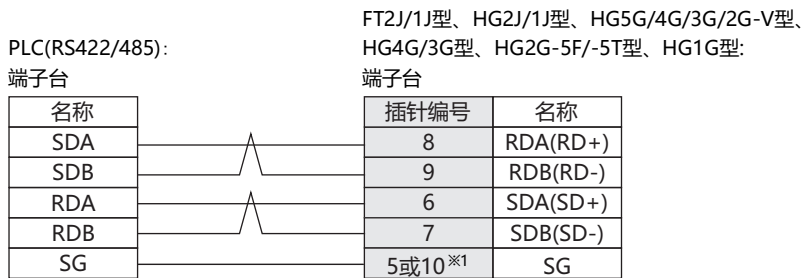 FT2J/1J型、HG2J/1J型、HG5G/4G/3G/2G-V型、
PLC(RS422/485): HG4G/3G型、HG2G-5F/-5T型、HG1G型:
端子台 端子台
名称 插针编号 名称
SDA 8 RDA(RD+)
SDB 9 RDB(RD-)
RDA 6 SDA(SD+)
RDB 7 SDB(SD-)
SG 5或10※1 SG